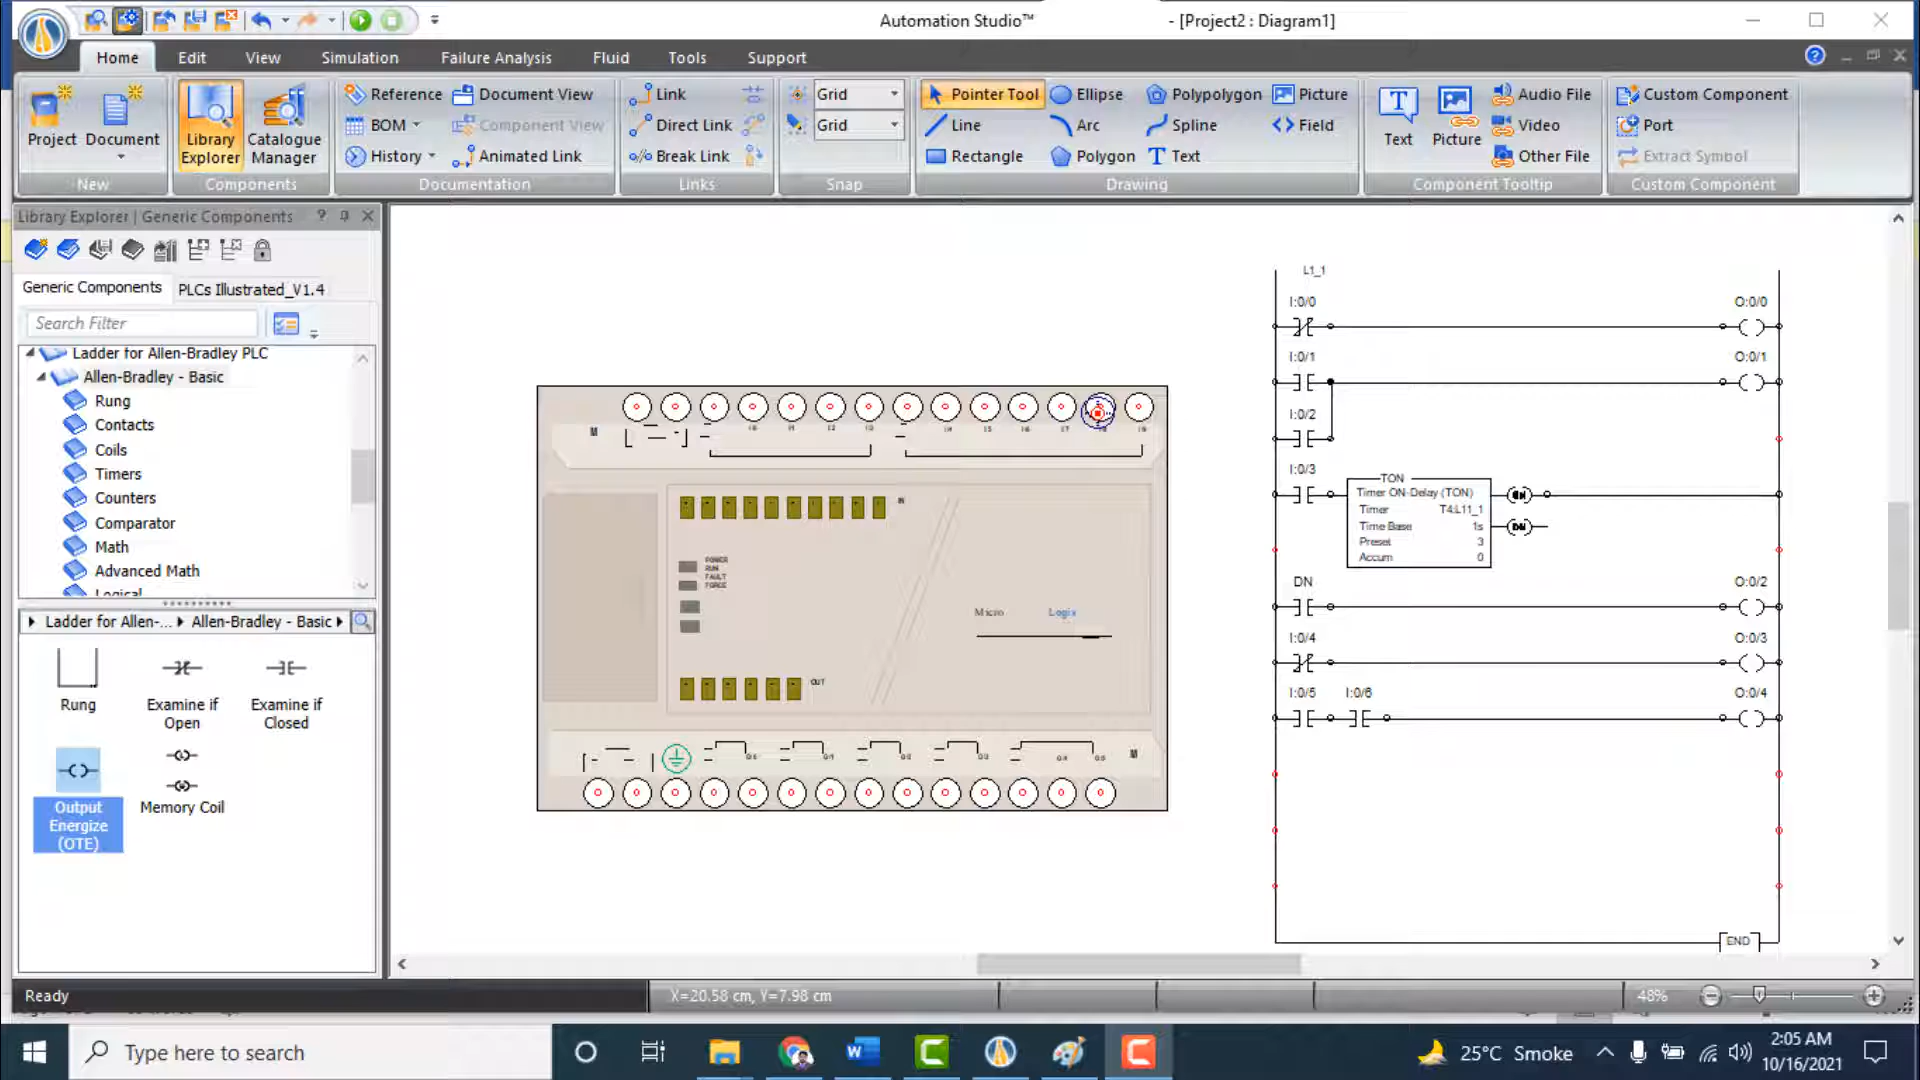 Automation Studio™ - [Project2 : Diagram1]
Home Edit View Simulation Failure Analysis Fluid Tools Support
Project Document
New
Library Explorer
Catalogue Manager
Components
Reference Document View
BOM Component View
History Animated Link
Documentation
Link
Direct Link
Break Link
Links
Grid
Grid
Snap
Pointer Tool Ellipse Polypolygon Picture
Line Arc Spline Field
Rectangle Polygon Text
Drawing
Text Picture
Audio File
Video
Other File
Component Tooltip
Custom Component
Port
Extract Symbol
Custom Component
Library Explorer | Generic Components
Generic Components PLCs Illustrated_V1.4
Search Filter
Ladder for Allen-Bradley PLC
Allen-Bradley - Basic
Rung
Contacts
Coils
Timers
Counters
Comparator
Math
Advanced Math
Logical
Ladder for Allen-... Allen-Bradley - Basic
Rung
Examine if Open
Examine if Closed
Output Energize (OTE)
Memory Coil
IN
POWER
RUN
FAULT
FORCE
Micro Logix
OUT
L1_1
I:0/0 O:0/0
I:0/1 O:0/1
I:0/2
I:0/3
TON
Timer ON-Delay (TON)
Timer T4:L11_1
Time Base 1s
Preset 3
Accum 0
EN
DN
DN O:0/2
I:0/4 O:0/3
I:0/5 I:0/6 O:0/4
END
Ready X=20.58 cm, Y=7.98 cm 48%
Type here to search
25°C Smoke
2:05 AM
10/16/2021